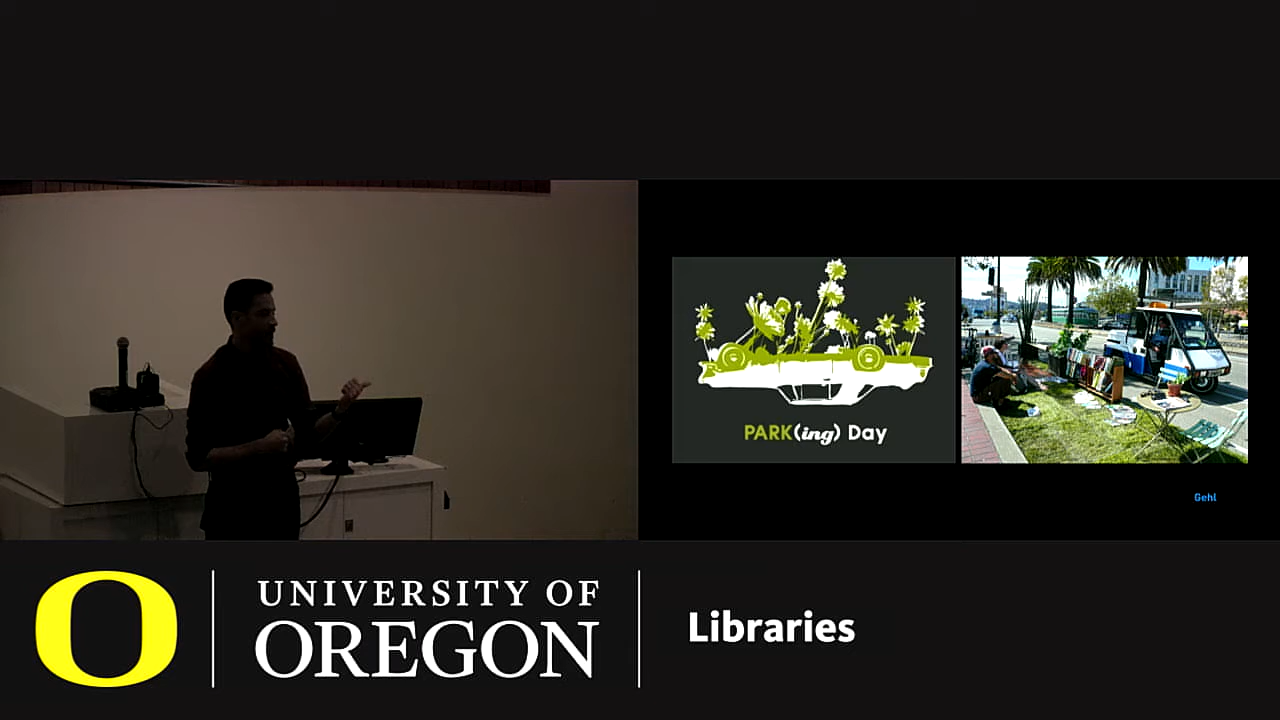 PARK(ing) Day
Gehl
UNIVERSITY OF
OREGON
Libraries